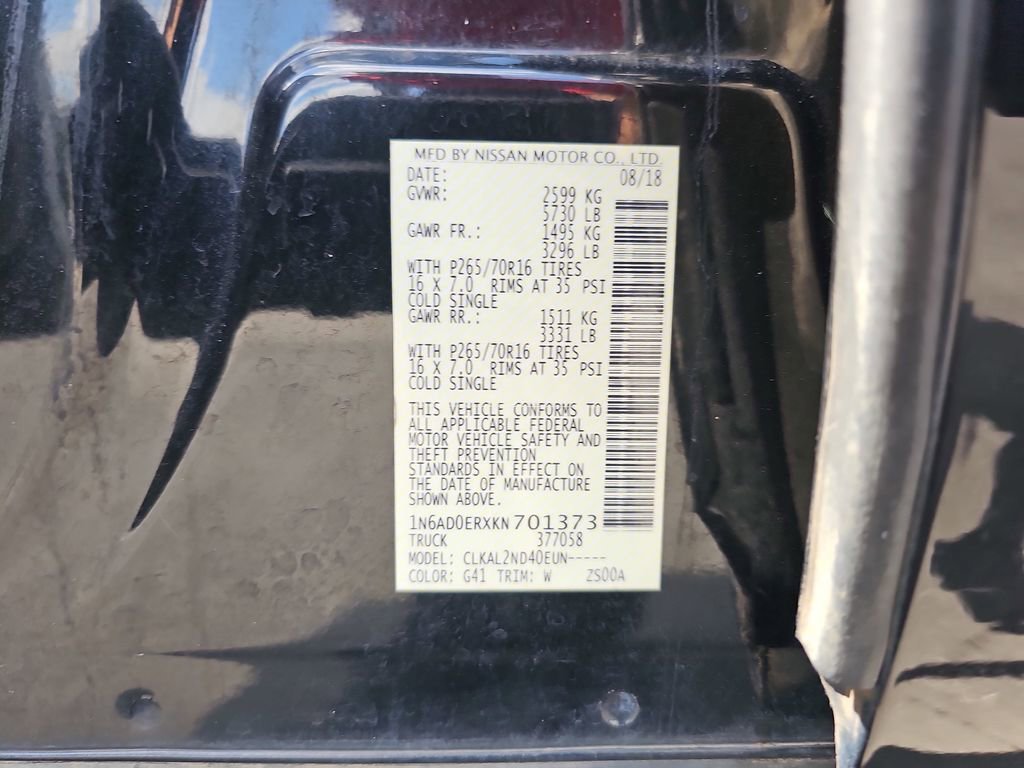 MFD BY NISSAN MOTOR CO., LTD.
DATE: 08/18
GVWR: 2599 KG
5730 LB
GAWR FR.: 1495 KG
3296 LB
WITH P265/70R16 TIRES
16 X 7.0 RIMS AT 35 PSI
COLD SINGLE
GAWR RR.: 1511 KG
3331 LB
WITH P265/70R16 TIRES
16 X 7.0 RIMS AT 35 PSI
COLD SINGLE
THIS VEHICLE CONFORMS TO
ALL APPLICABLE FEDERAL
MOTOR VEHICLE SAFETY AND
THEFT PREVENTION
STANDARDS IN EFFECT ON
THE DATE OF MANUFACTURE
SHOWN ABOVE.
1N6AD0ERXKN701373
TRUCK 377058
MODEL: CLKAL2ND40EUN-----
COLOR: G41 TRIM: W ZS00A